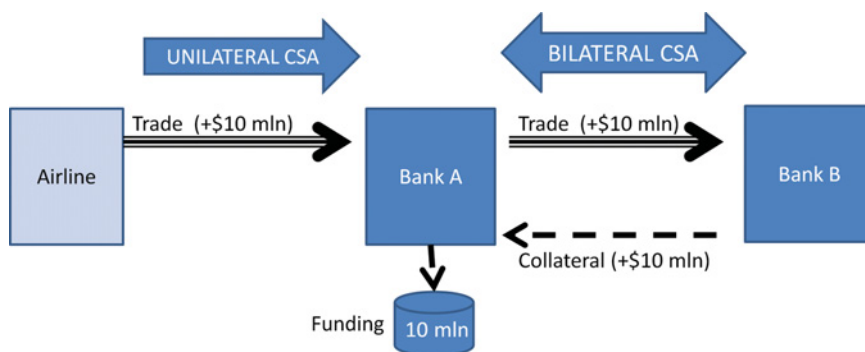 UNILATERAL CSA
BILATERAL CSA
Trade (+$10 mln)
Trade (+$10 mln)
Airline
Bank A
Bank B
Collateral (+$10 mln)
Funding
10 mln